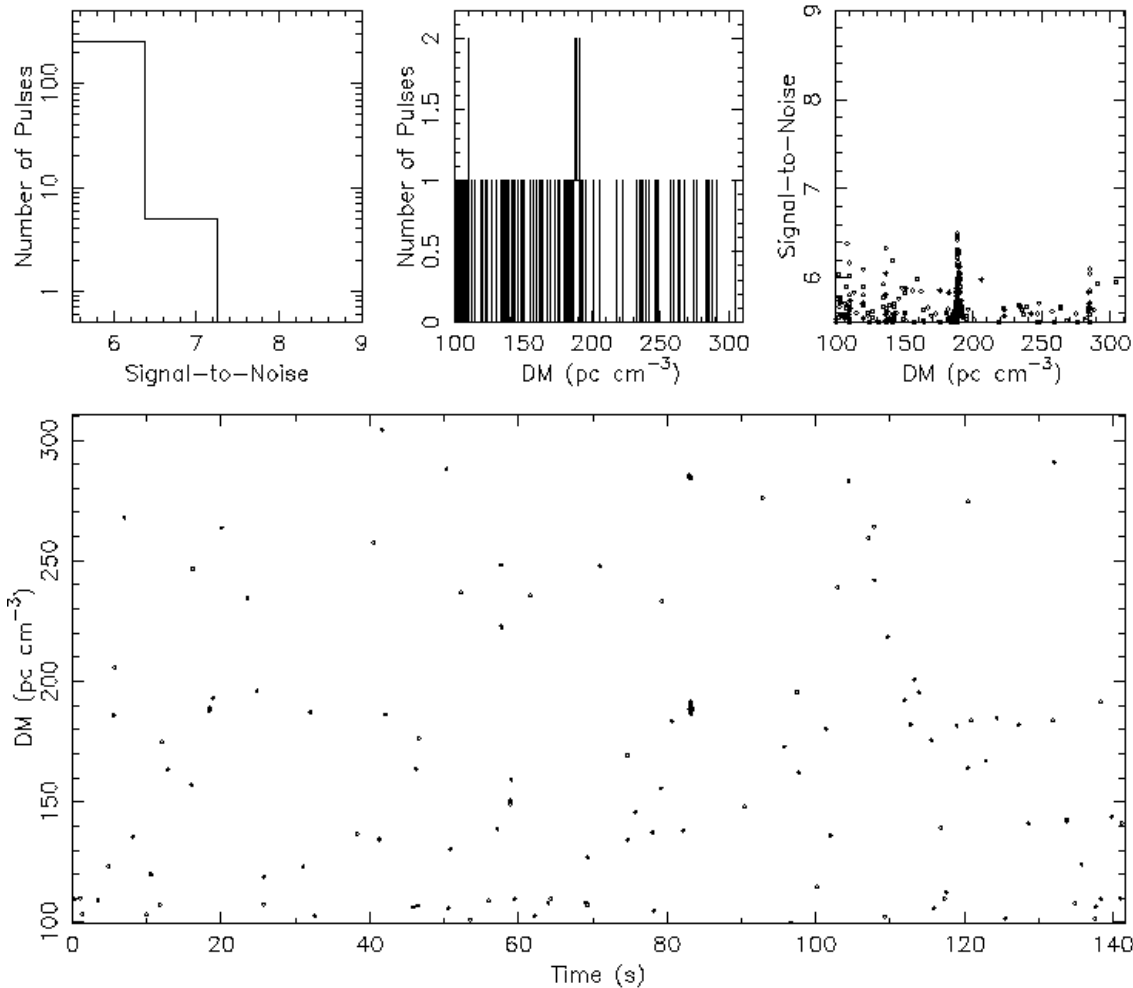 Number of Pulses
100
10
1
6 7 8 9
Signal-to-Noise
Number of Pulses
2
1.5
1
0.5
0
100 150 200 250 300
DM (pc cm⁻³)
Signal-to-Noise
9
8
7
6
100 150 200 250 300
DM (pc cm⁻³)
DM (pc cm⁻³)
300
250
200
150
100
0 20 40 60 80 100 120 140
Time (s)